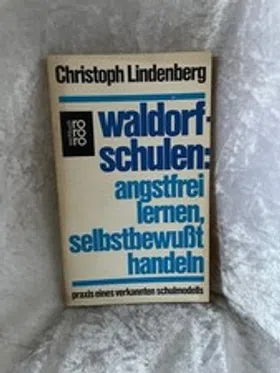 Christoph Lindenberg
rororo
waldorf-
schulen:
angstfrei
lernen,
selbstbewußt
handeln
praxis eines verkannten schulmodells